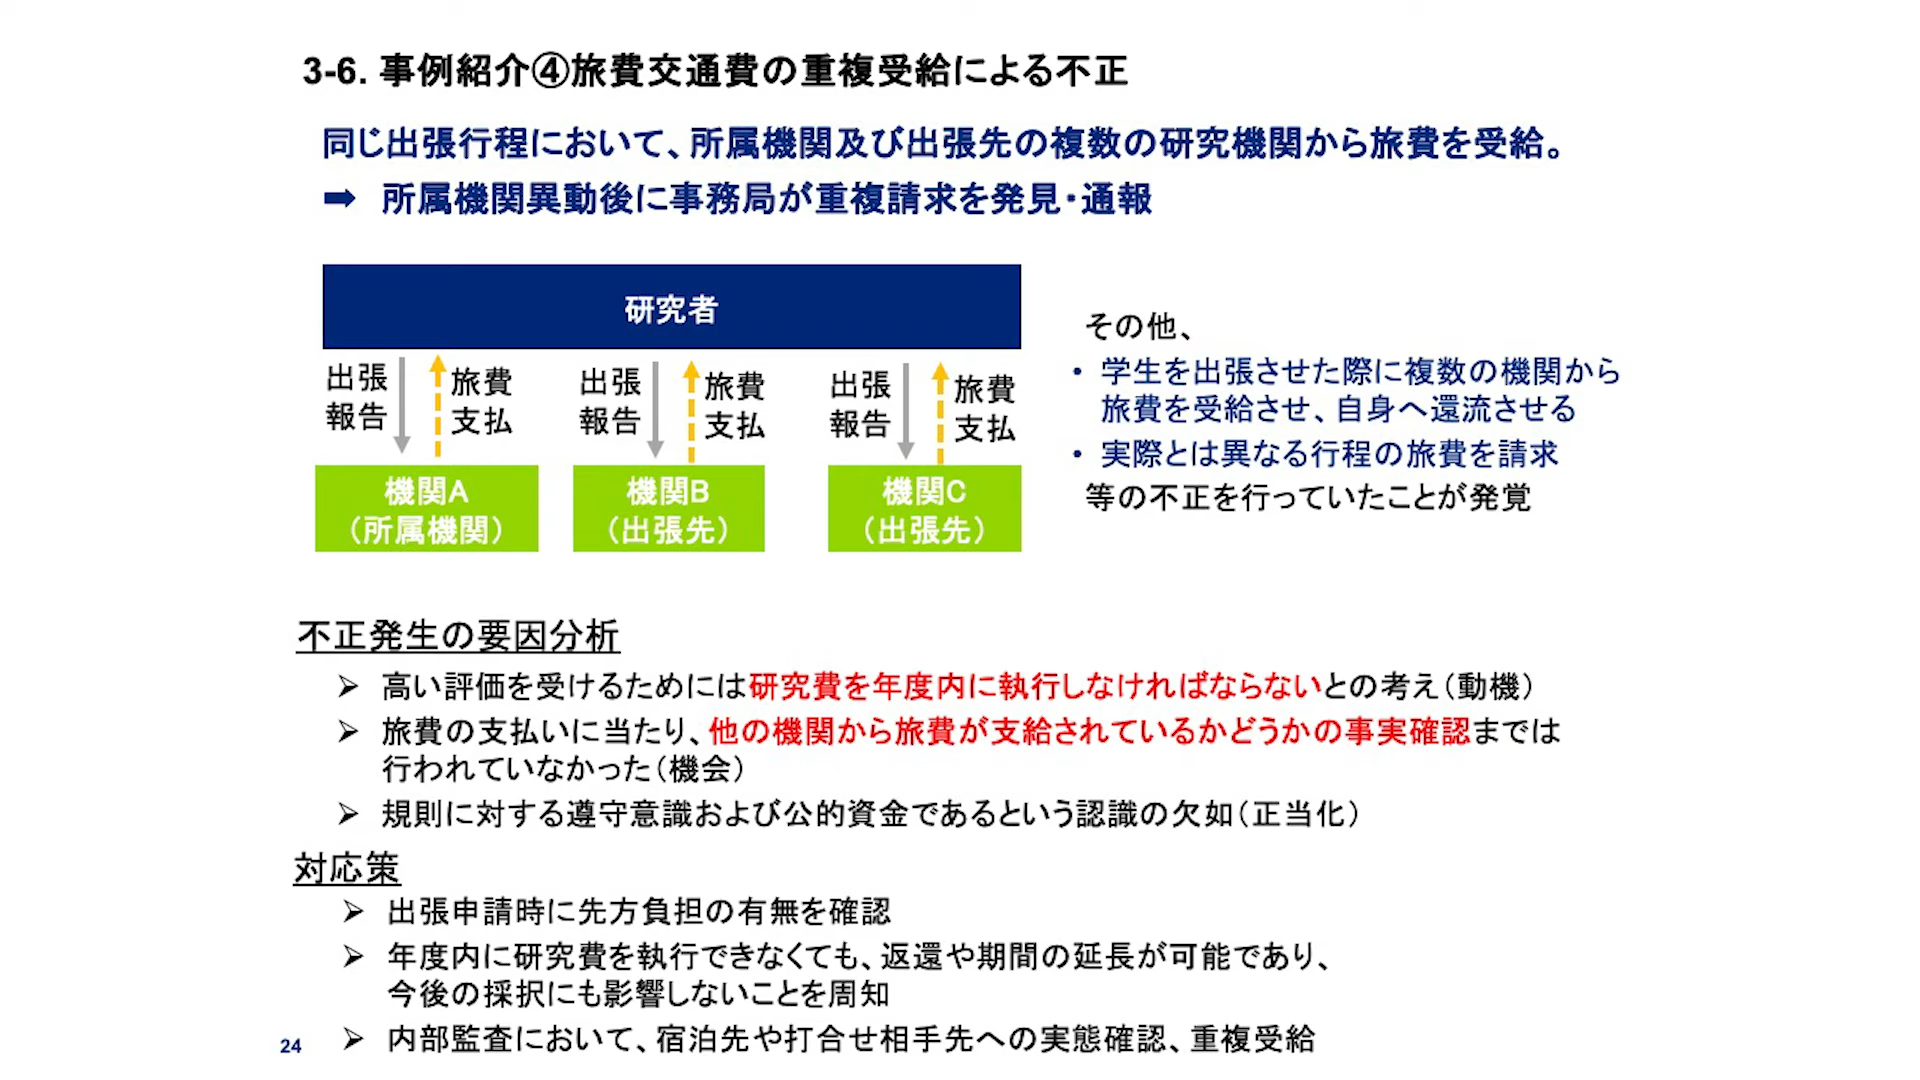 3-6. 事例紹介④旅費交通費の重複受給による不正
同じ出張行程において、所属機関及び出張先の複数の研究機関から旅費を受給。
➡ 所属機関異動後に事務局が重複請求を発見・通報
研究者
出張
報告
旅費
支払
出張
報告
旅費
支払
出張
報告
旅費
支払
機関A
（所属機関）
機関B
（出張先）
機関C
（出張先）
その他、
• 学生を出張させた際に複数の機関から
旅費を受給させ、自身へ還流させる
• 実際とは異なる行程の旅費を請求
等の不正を行っていたことが発覚
不正発生の要因分析
➢ 高い評価を受けるためには研究費を年度内に執行しなければならないとの考え（動機）
➢ 旅費の支払いに当たり、他の機関から旅費が支給されているかどうかの事実確認までは
行われていなかった（機会）
➢ 規則に対する遵守意識および公的資金であるという認識の欠如（正当化）
対応策
➢ 出張申請時に先方負担の有無を確認
➢ 年度内に研究費を執行できなくても、返還や期間の延長が可能であり、
今後の採択にも影響しないことを周知
➢ 内部監査において、宿泊先や打合せ相手先への実態確認、重複受給
24